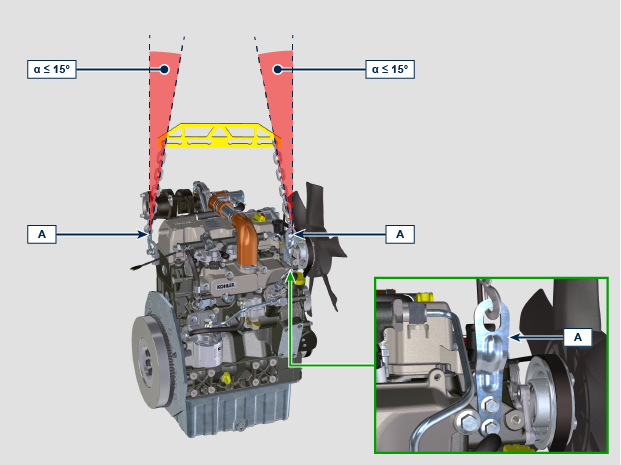 α ≤ 15°
α ≤ 15°
A
A
KOHLER
A